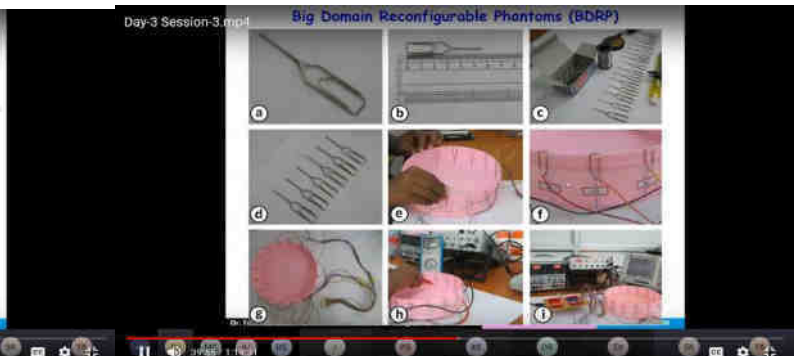 Day-3 Session-3.mp4
Big Domain Reconfigurable Phantoms (BDRP)
a
b
c
d
e
f
g
h
i